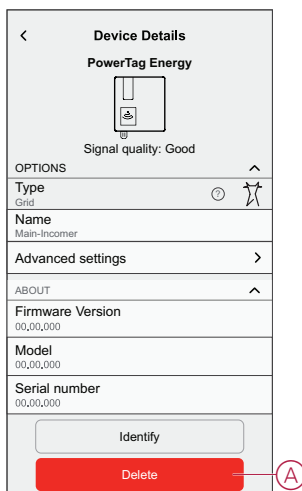 Device Details
PowerTag Energy
Signal quality: Good
OPTIONS
Type
Grid
?
Name
Main-Incomer
Advanced settings
ABOUT
Firmware Version
00.00.000
Model
00.00.000
Serial number
00.00.000
Identify
Delete
A